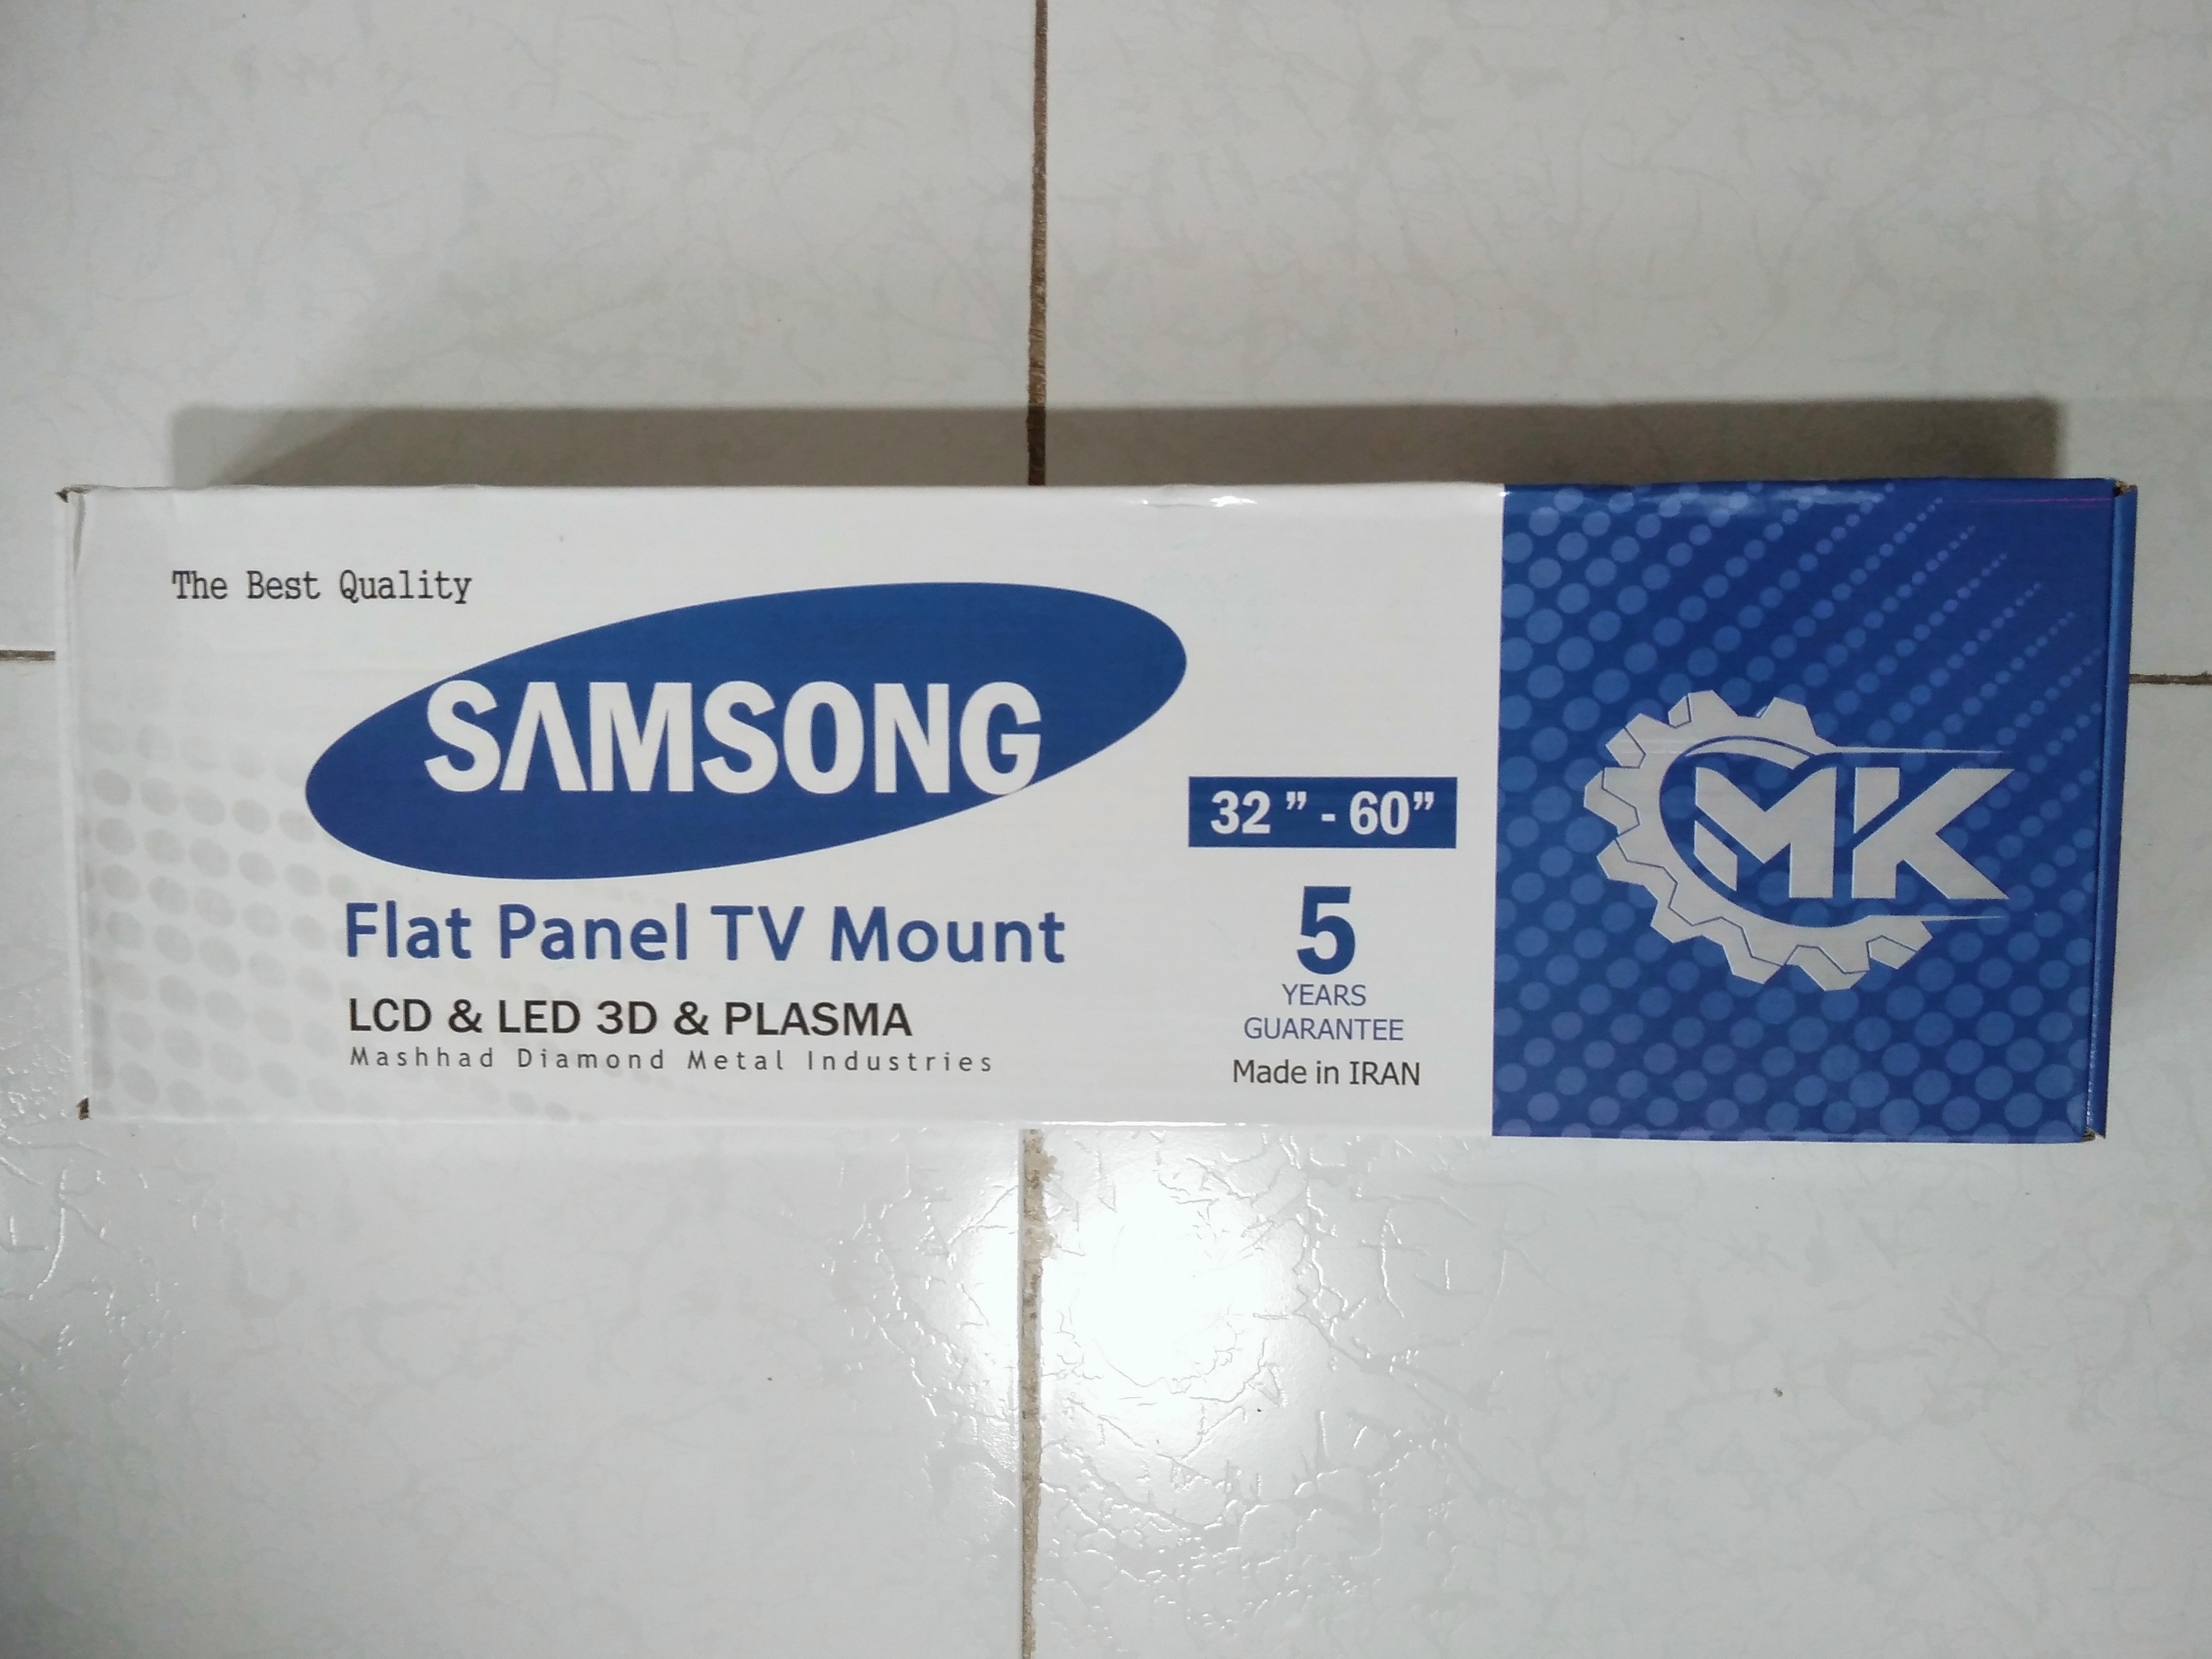 The Best Quality
SAMSONG
32 ” - 60”
Flat Panel TV Mount
LCD & LED 3D & PLASMA
Mashhad Diamond Metal Industries
5
YEARS
GUARANTEE
Made in IRAN
MK